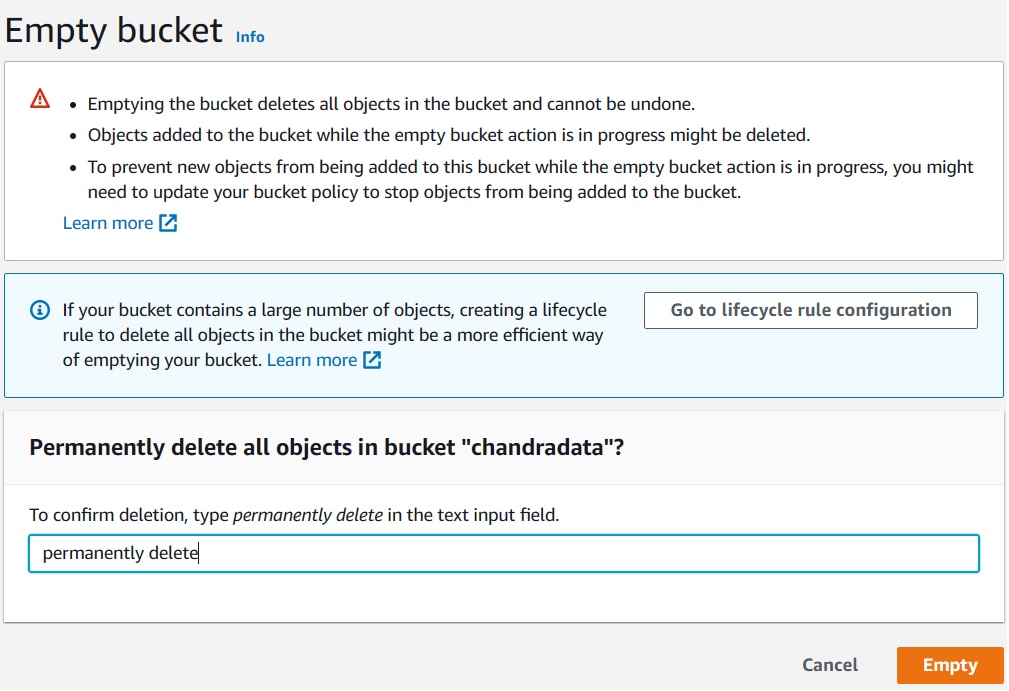 Empty bucket Info
• Emptying the bucket deletes all objects in the bucket and cannot be undone.
• Objects added to the bucket while the empty bucket action is in progress might be deleted.
• To prevent new objects from being added to this bucket while the empty bucket action is in progress, you might
need to update your bucket policy to stop objects from being added to the bucket.
Learn more
If your bucket contains a large number of objects, creating a lifecycle
rule to delete all objects in the bucket might be a more efficient way
of emptying your bucket. Learn more
Go to lifecycle rule configuration
Permanently delete all objects in bucket "chandradata"?
To confirm deletion, type permanently delete in the text input field.
permanently delete
Cancel
Empty